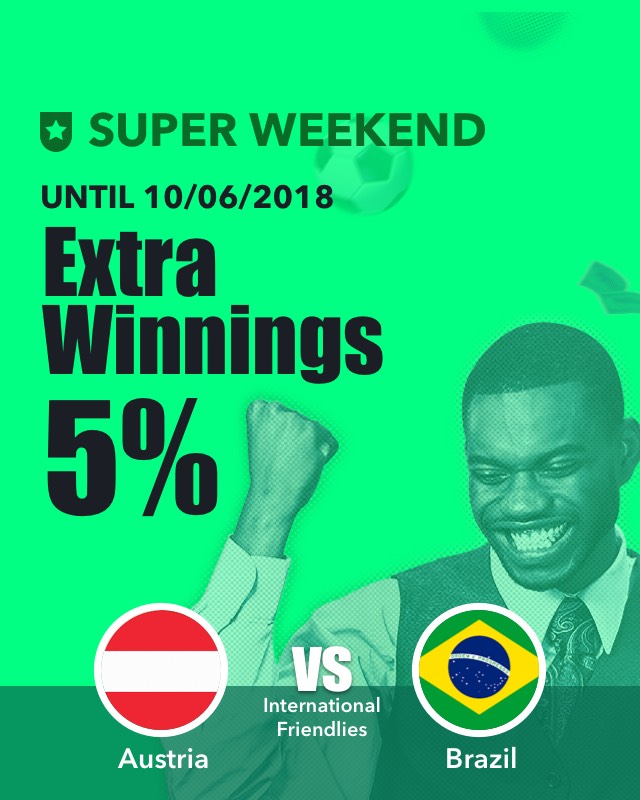 SUPER WEEKEND
UNTIL 10/06/2018
Extra
Winnings
5%
VS
International
Friendlies
Austria
Brazil